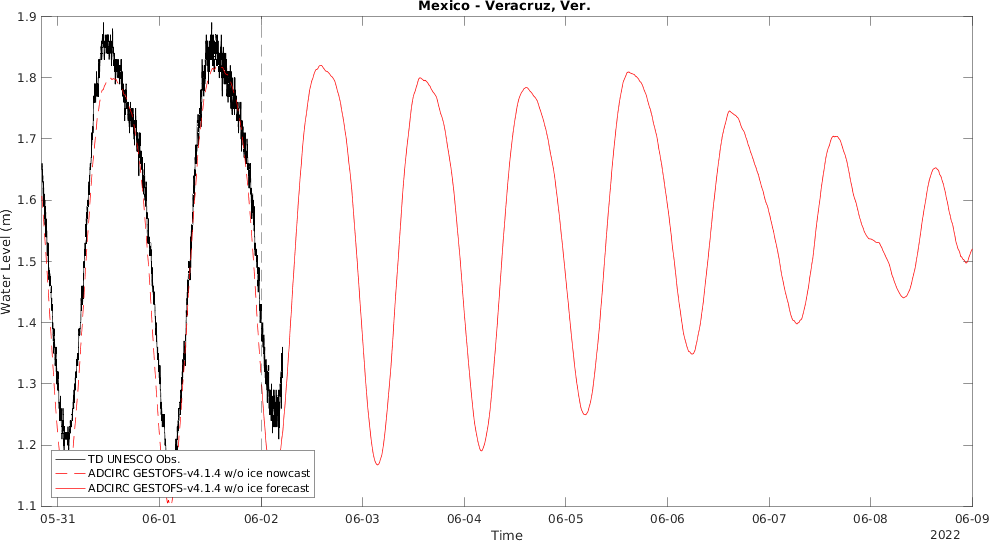 Mexico - Veracruz, Ver.
1.9
1.8
1.7
1.6
1.5
1.4
1.3
1.2
1.1
Water Level (m)
TD UNESCO Obs.
ADCIRC GESTOFS-v4.1.4 w/o ice nowcast
ADCIRC GESTOFS-v4.1.4 w/o ice forecast
05-31 06-01 06-02 06-03 06-04 06-05 06-06 06-07 06-08 06-09
Time
2022